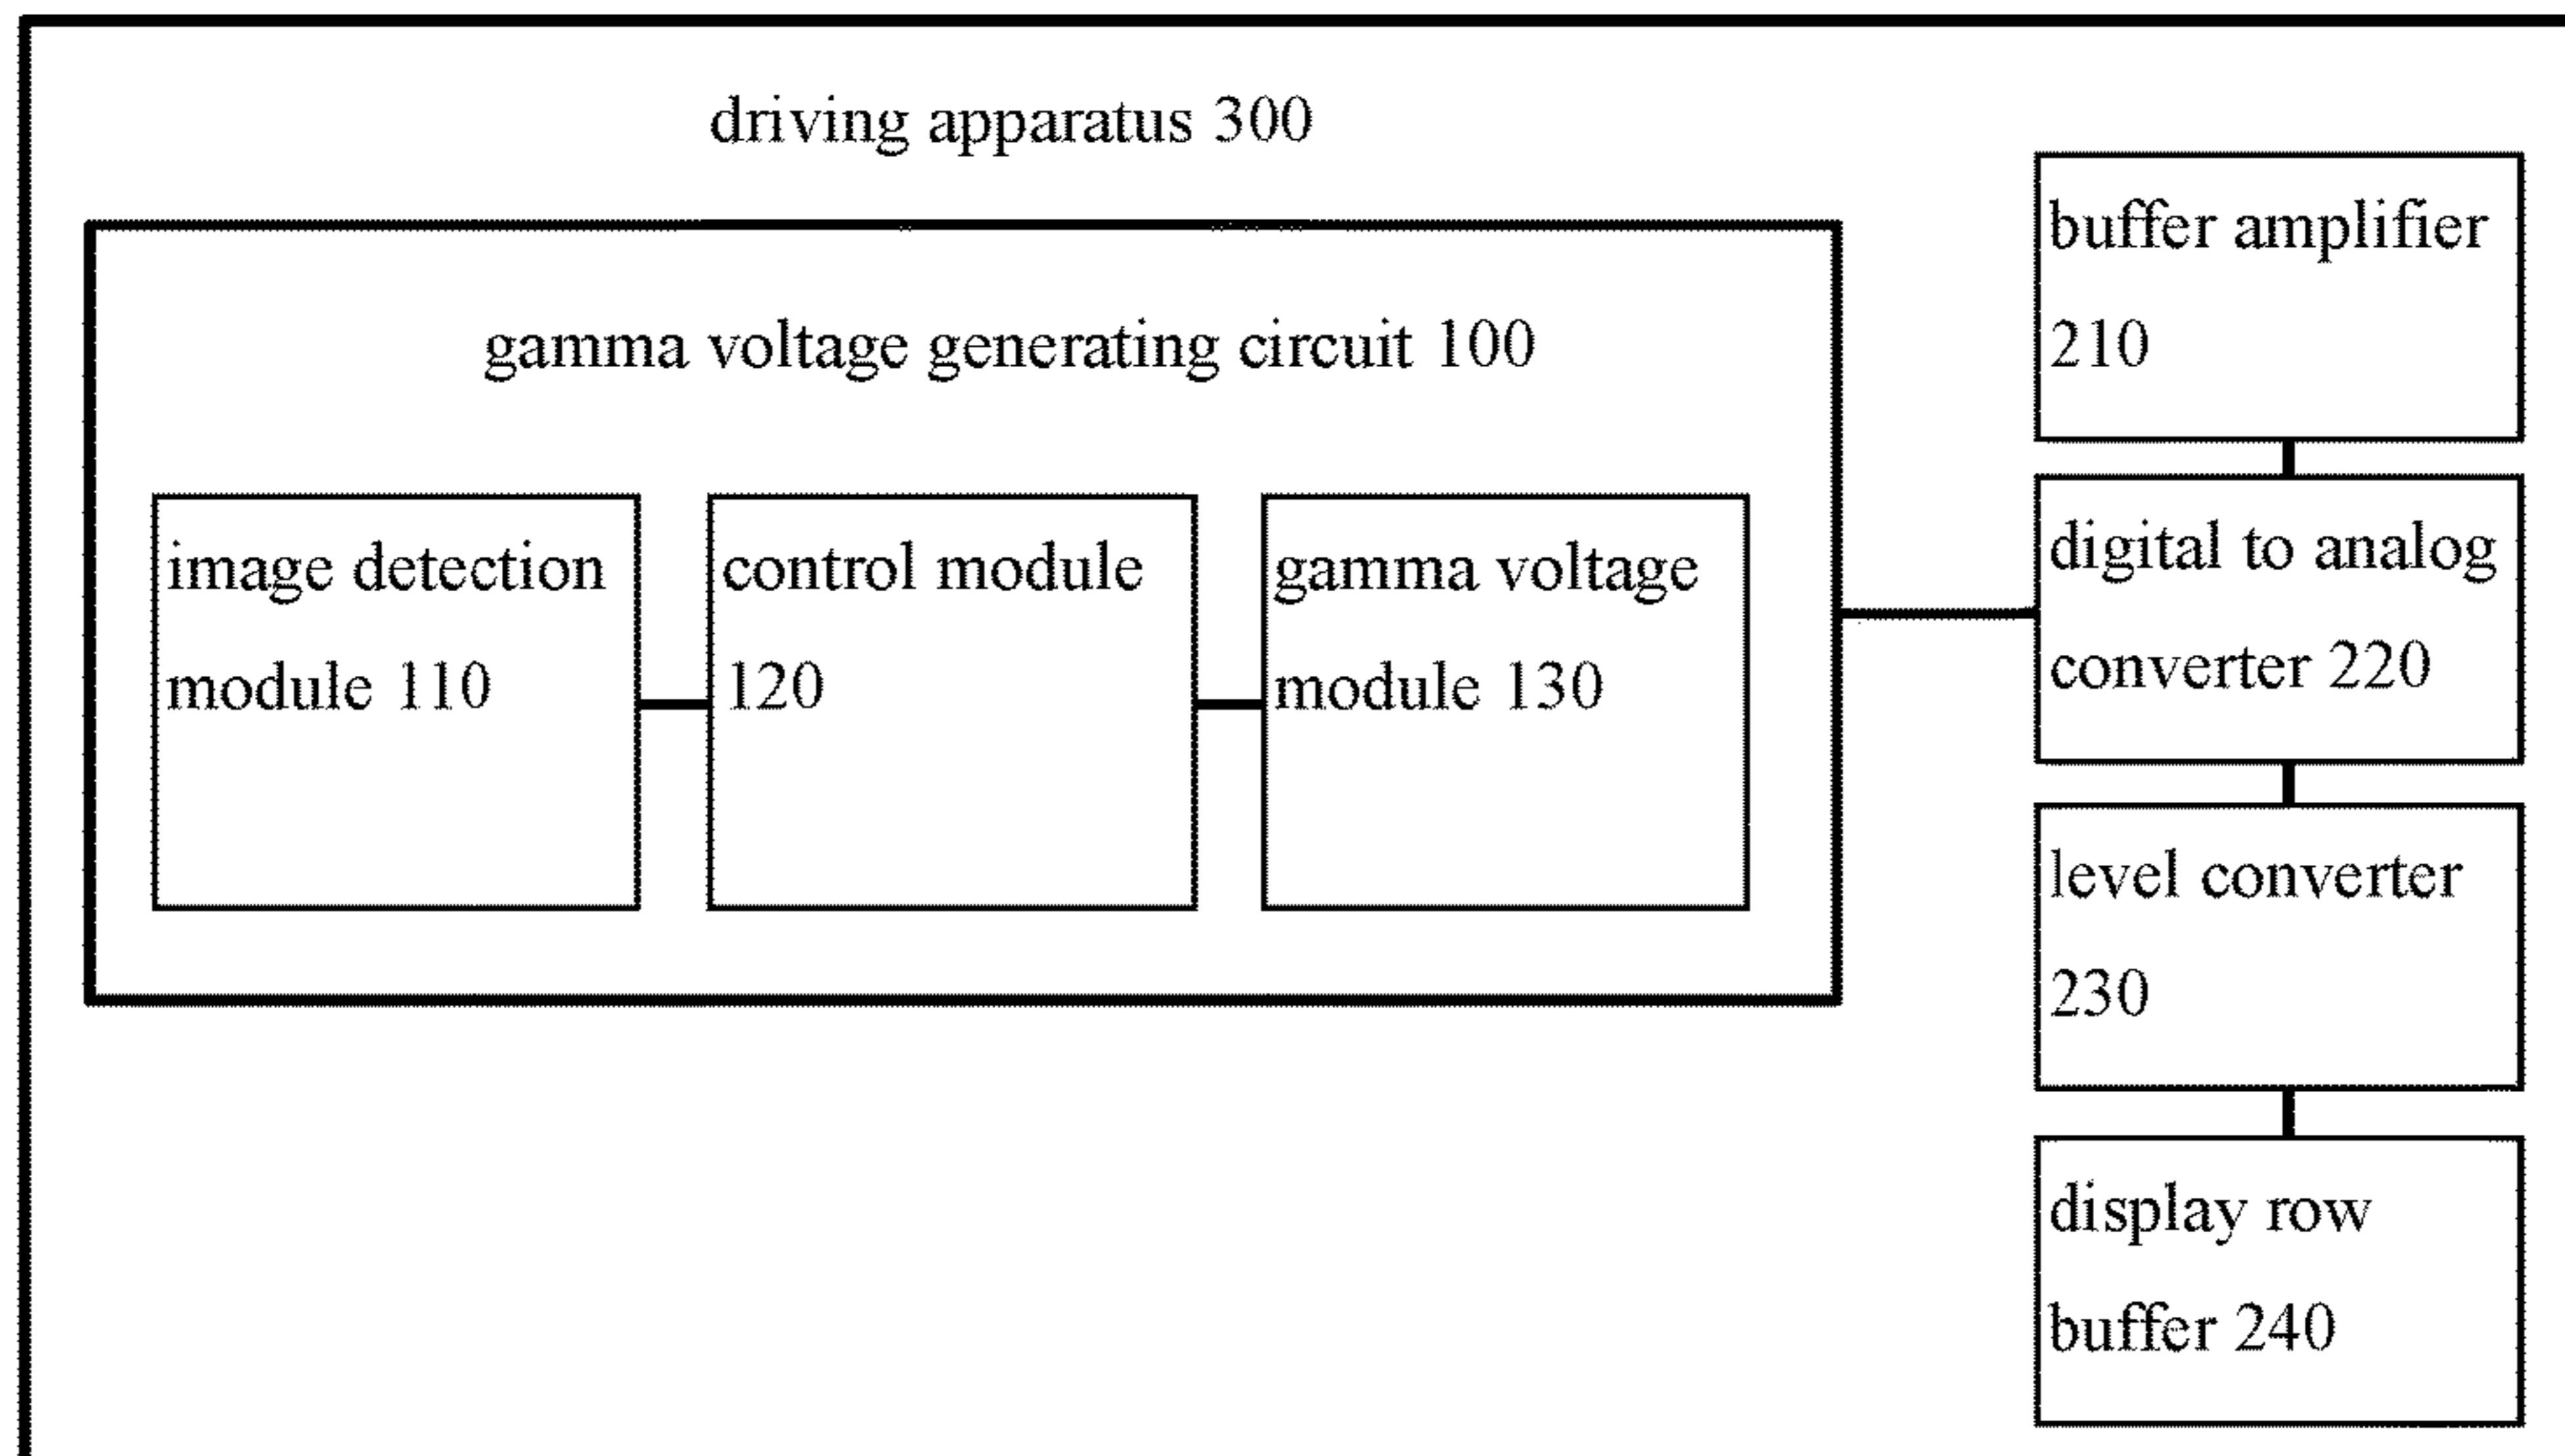 driving apparatus 300
gamma voltage generating circuit 100
image detection
module 110
control module
120
gamma voltage
module 130
buffer amplifier
210
digital to analog
converter 220
level converter
230
display row
buffer 240